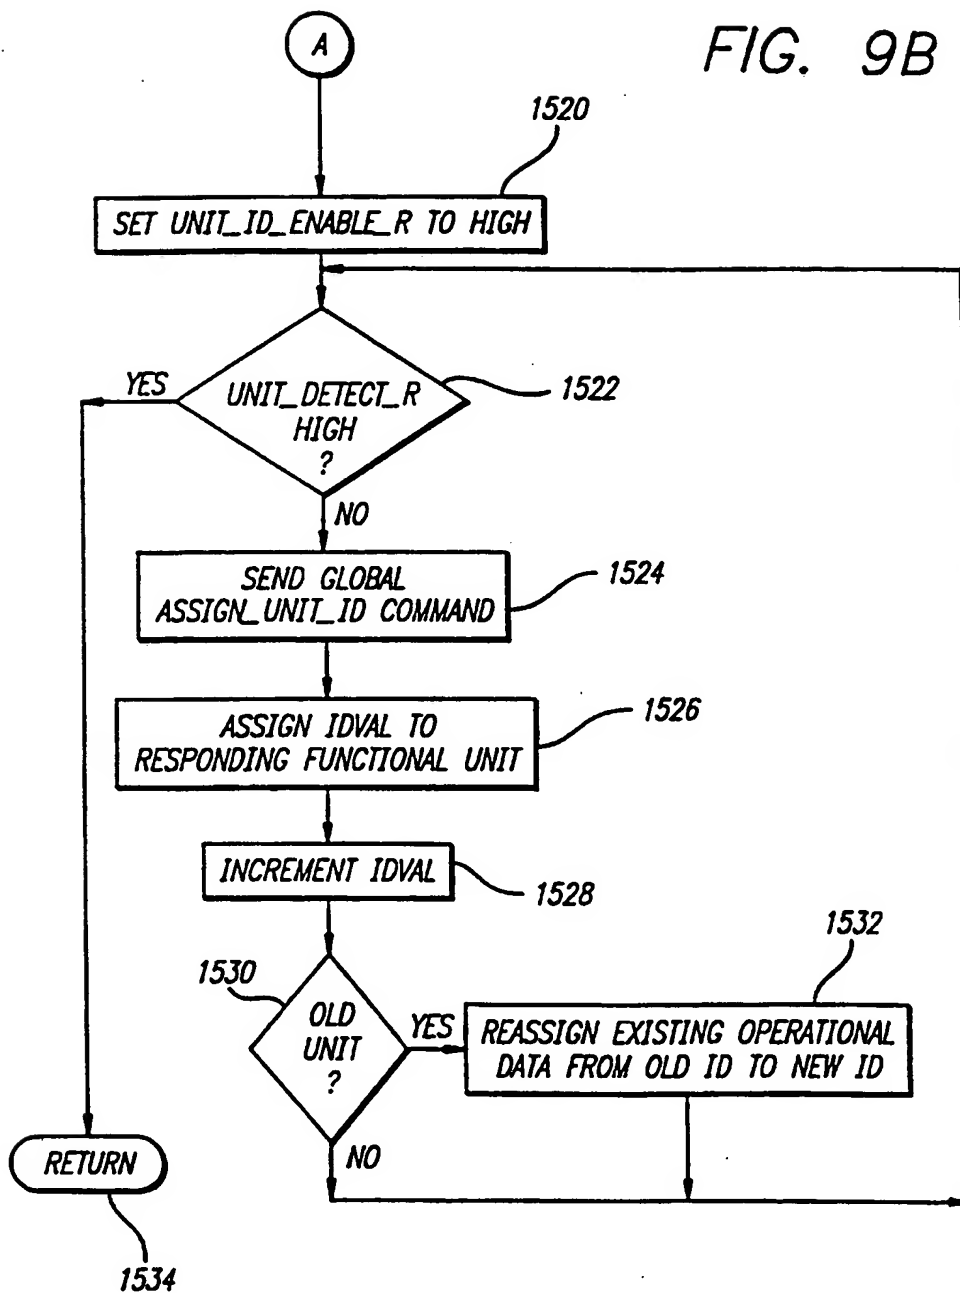 A
FIG. 9B
1520
SET UNIT_ID_ENABLE_R TO HIGH
YES
UNIT_DETECT_R
HIGH
?
1522
NO
SEND GLOBAL
ASSIGN_UNIT_ID COMMAND
1524
ASSIGN IDVAL TO
RESPONDING FUNCTIONAL UNIT
1526
INCREMENT IDVAL
1528
1530
OLD
UNIT
?
YES
1532
REASSIGN EXISTING OPERATIONAL
DATA FROM OLD ID TO NEW ID
NO
RETURN
1534